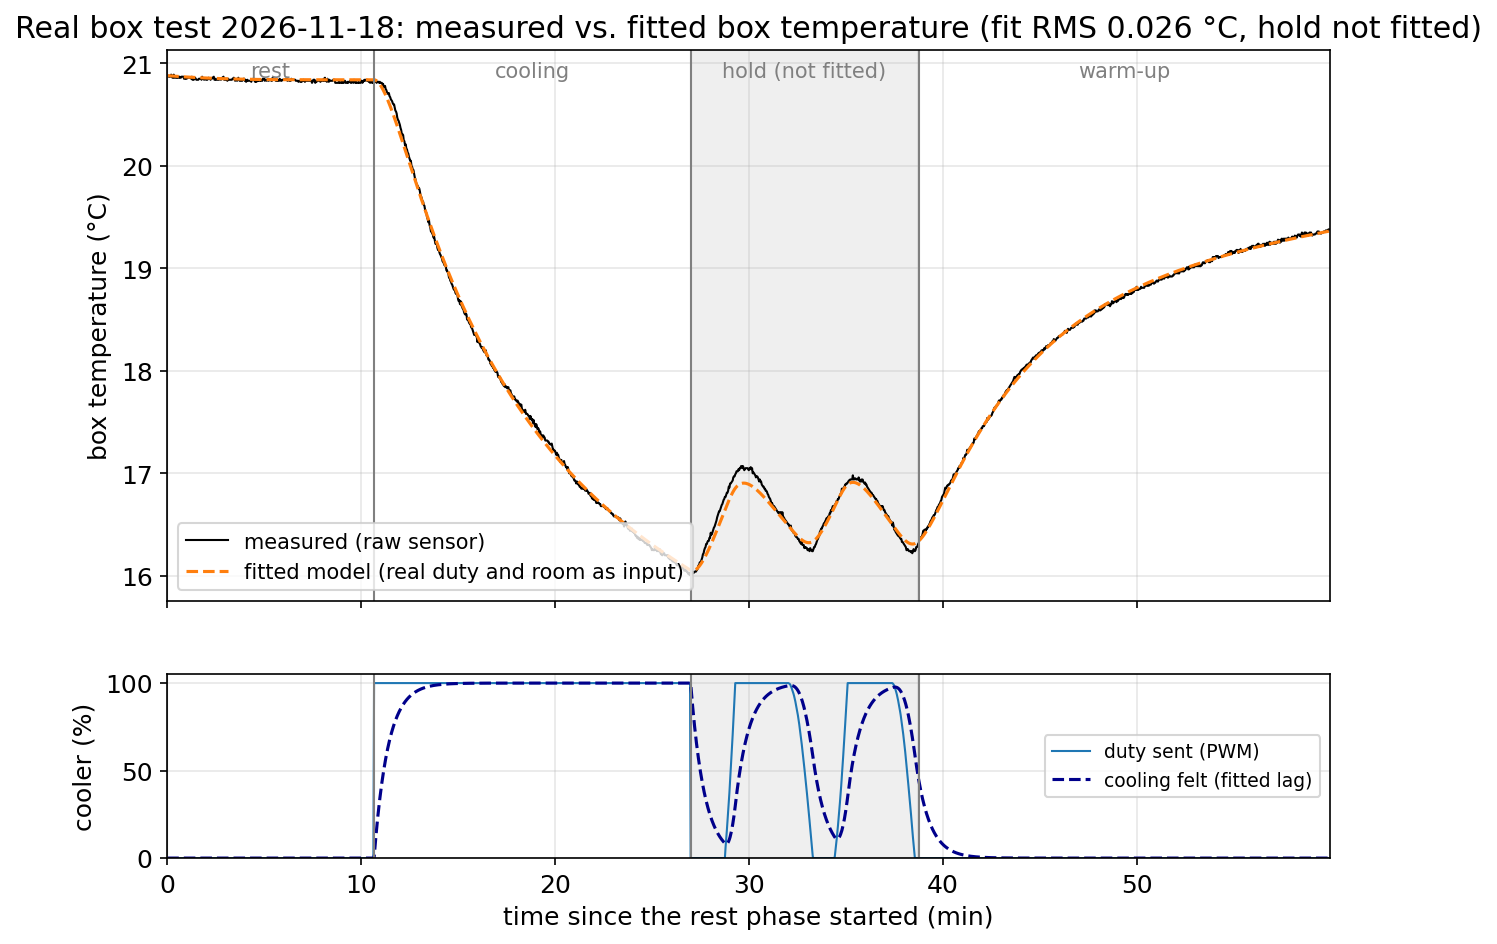 Real box test 2026-11-18: measured vs. fitted box temperature (fit RMS 0.026 °C, hold not fitted)
rest
cooling
hold (not fitted)
warm-up
box temperature (°C)
21
20
19
18
17
16
measured (raw sensor)
fitted model (real duty and room as input)
cooler (%)
100
50
0
duty sent (PWM)
cooling felt (fitted lag)
0 10 20 30 40 50
time since the rest phase started (min)